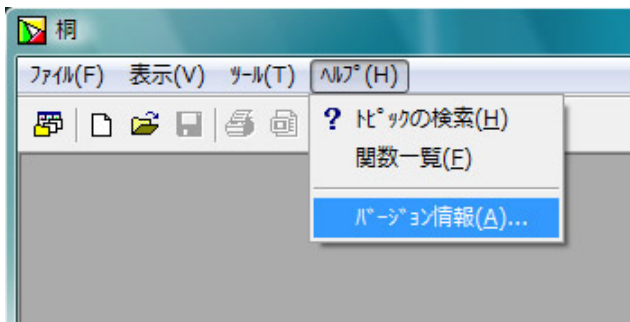 桐
ﾌｧｲﾙ(F) 表示(V) ﾂｰﾙ(T) ﾍﾙﾌﾟ(H)
? ﾄﾋﾟｯｸの検索(H)
関数一覧(F)
ﾊﾞｰｼﾞｮﾝ情報(A)...